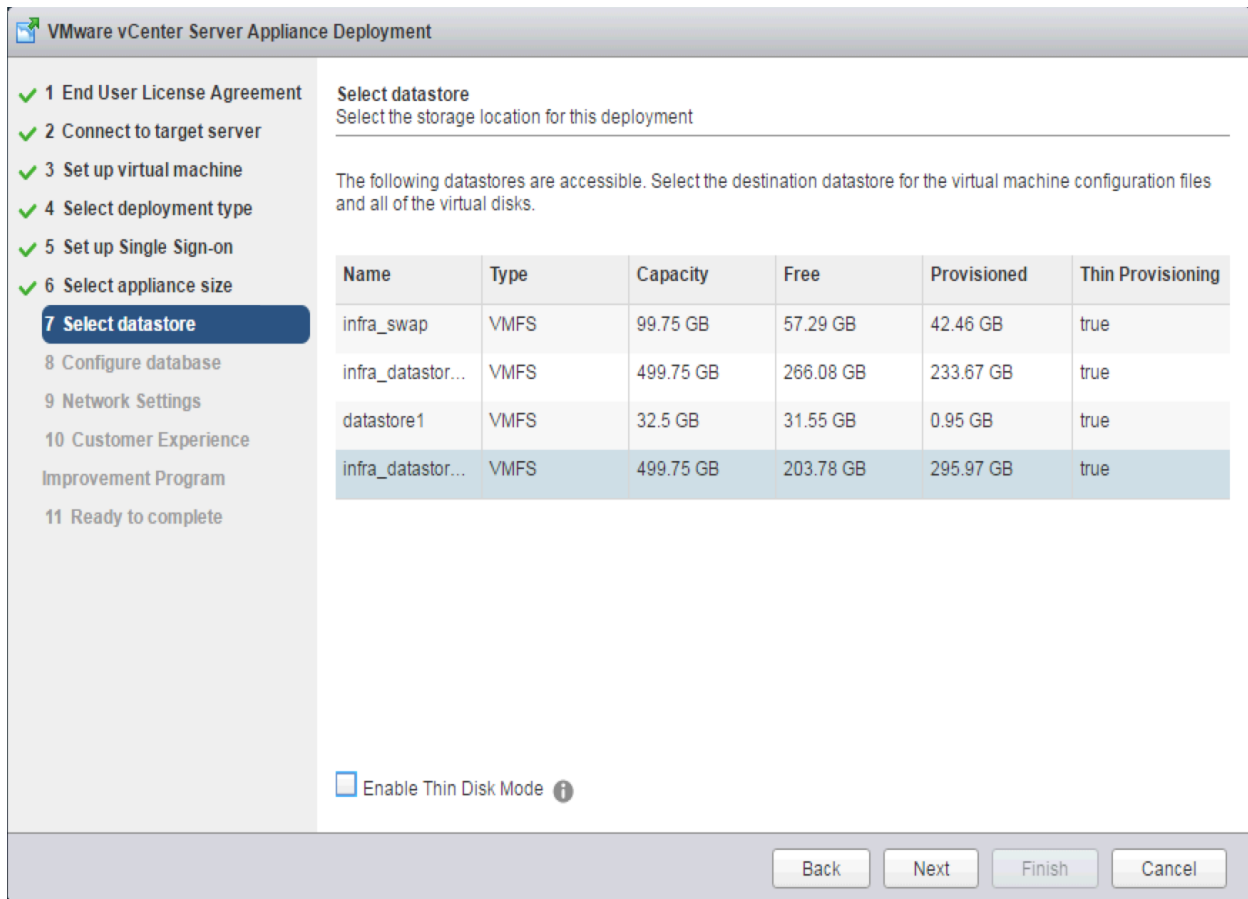 VMware vCenter Server Appliance Deployment
1 End User License Agreement
2 Connect to target server
3 Set up virtual machine
4 Select deployment type
5 Set up Single Sign-on
6 Select appliance size
7 Select datastore
8 Configure database
9 Network Settings
10 Customer Experience
Improvement Program
11 Ready to complete
Select datastore
Select the storage location for this deployment
The following datastores are accessible. Select the destination datastore for the virtual machine configuration files
and all of the virtual disks.
Name Type Capacity Free Provisioned Thin Provisioning
infra_swap VMFS 99.75 GB 57.29 GB 42.46 GB true
infra_datastor... VMFS 499.75 GB 266.08 GB 233.67 GB true
datastore1 VMFS 32.5 GB 31.55 GB 0.95 GB true
infra_datastor... VMFS 499.75 GB 203.78 GB 295.97 GB true
Enable Thin Disk Mode
Back Next Finish Cancel